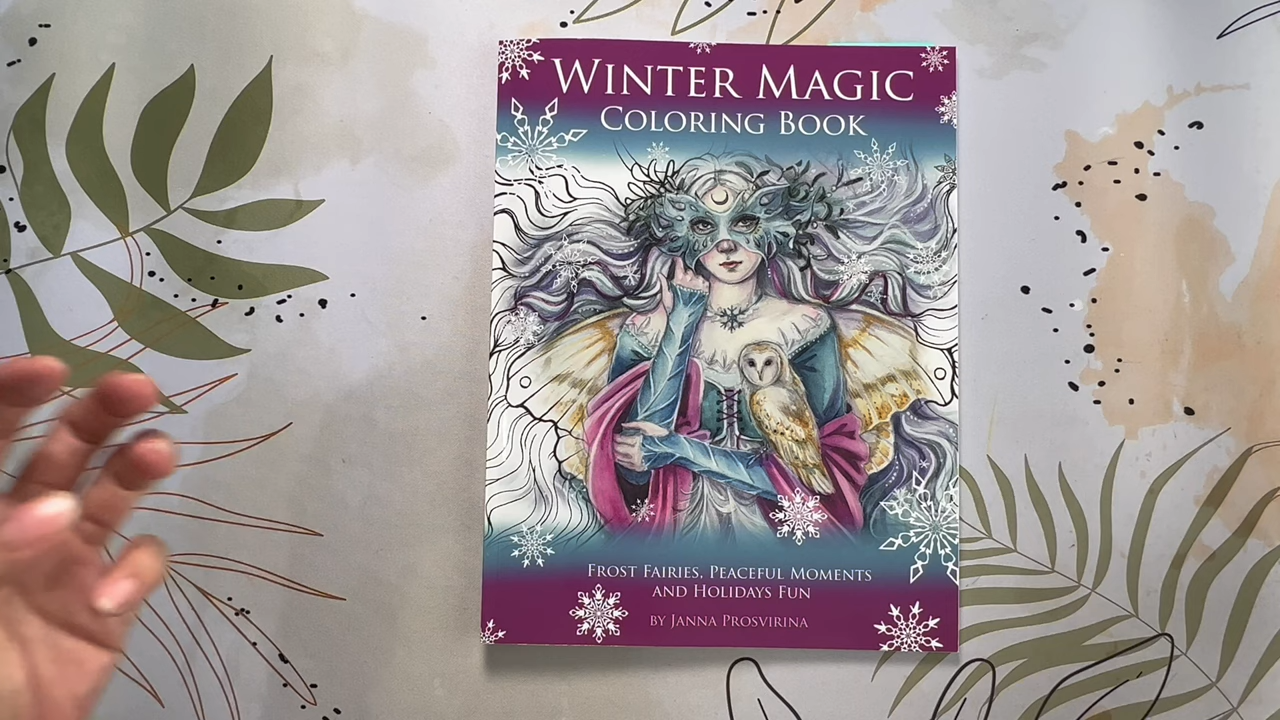 Winter Magic
Coloring Book
Frost Fairies, Peaceful Moments
and Holidays Fun
by Janna Prosvirina